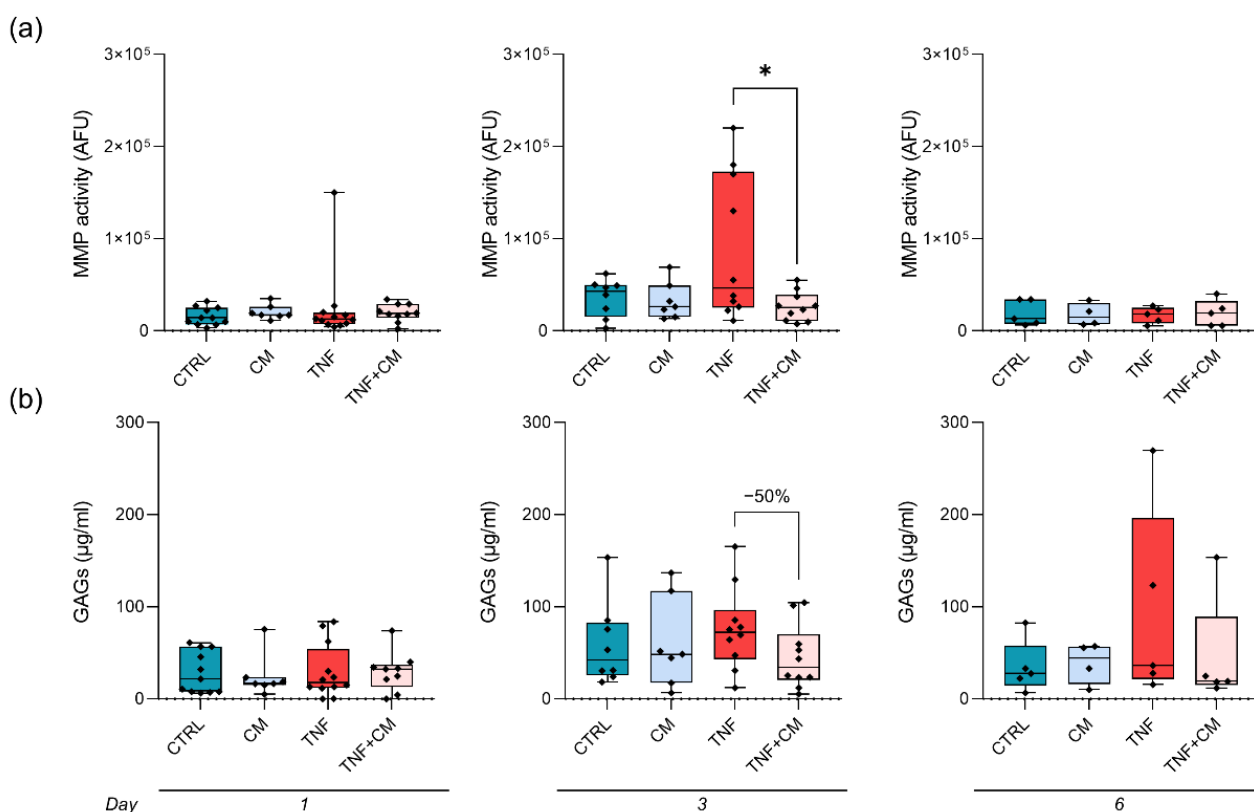 (a)
MMP activity (AFU)
3×10⁵
2×10⁵
1×10⁵
0
CTRL
CM
TNF
TNF+CM
MMP activity (AFU)
3×10⁵
2×10⁵
1×10⁵
0
*
CTRL
CM
TNF
TNF+CM
MMP activity (AFU)
3×10⁵
2×10⁵
1×10⁵
0
CTRL
CM
TNF
TNF+CM
(b)
GAGs (µg/ml)
300
200
100
0
CTRL
CM
TNF
TNF+CM
GAGs (µg/ml)
300
200
100
0
−50%
CTRL
CM
TNF
TNF+CM
GAGs (µg/ml)
300
200
100
0
CTRL
CM
TNF
TNF+CM
Day 1 3 6